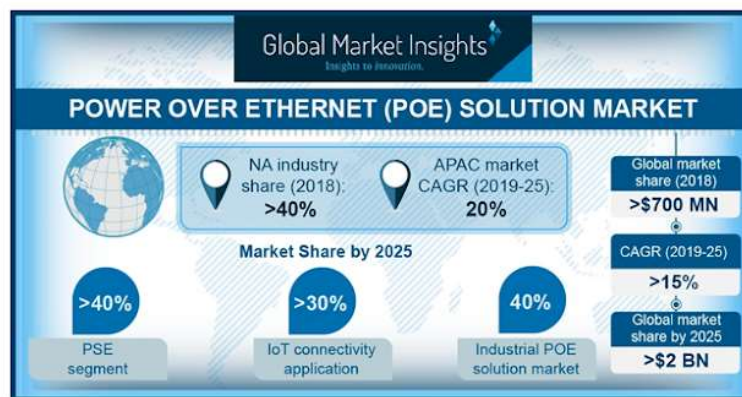 Global Market Insights
Insights to innovation.
POWER OVER ETHERNET (POE) SOLUTION MARKET
NA industry
share (2018):
>40%
APAC market
CAGR (2019-25):
20%
Global market
share (2018)
>$700 MN
CAGR (2019-25)
>15%
Global market
share by 2025
>$2 BN
Market Share by 2025
>40%
PSE
segment
>30%
IoT connectivity
application
40%
Industrial POE
solution market